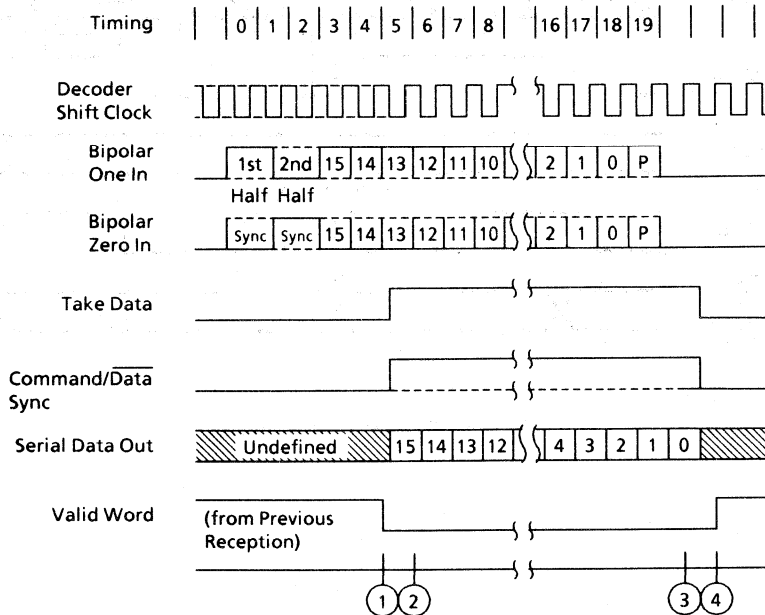 Timing 0 1 2 3 4 5 6 7 8 16 17 18 19
Decoder
Shift Clock
Bipolar
One In
1st 2nd 15 14 13 12 11 10 2 1 0 P
Half Half
Bipolar
Zero In
Sync Sync 15 14 13 12 11 10 2 1 0 P
Take Data
Command/Data
Sync
Serial Data Out Undefined 15 14 13 12 4 3 2 1 0
Valid Word (from Previous
Reception)
1 2 3 4